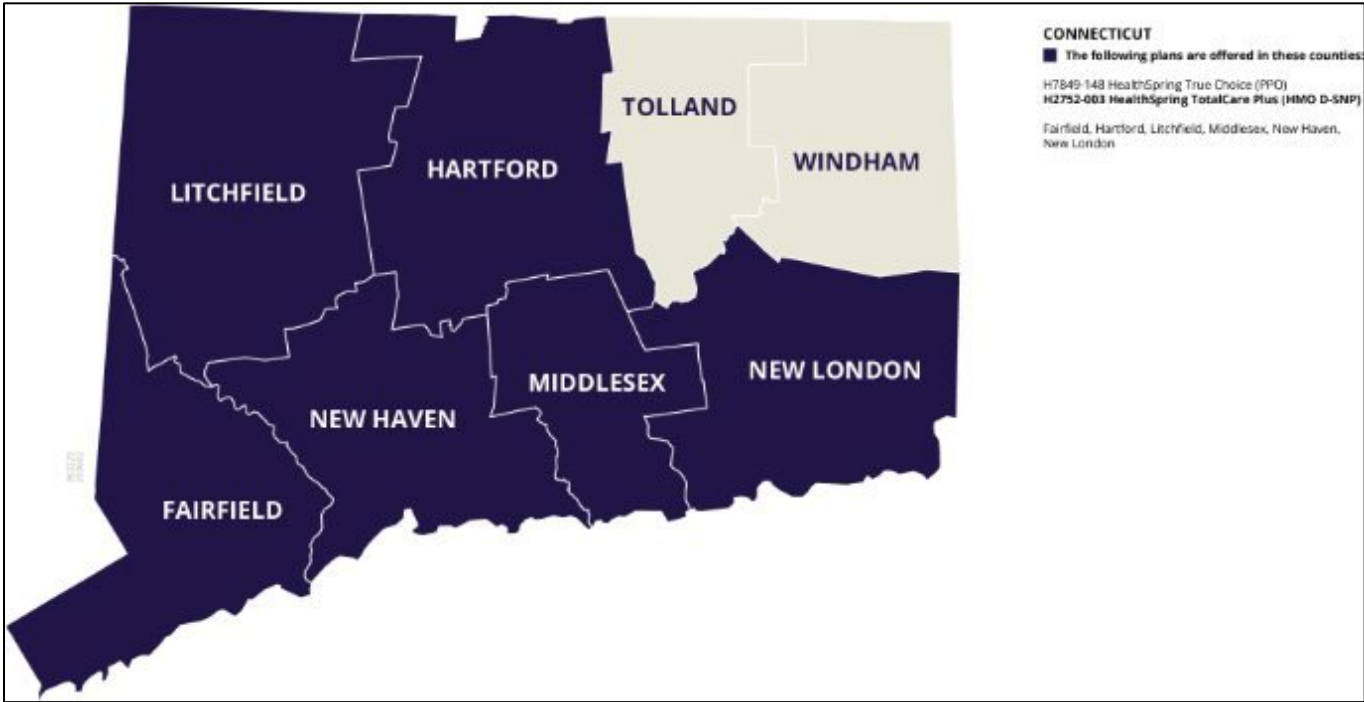 CONNECTICUT
The following plans are offered in these counties:
H7849-148 HealthSpring True Choice (PPO)
H2752-003 HealthSpring TotalCare Plus (HMO D-SNP)
Fairfield, Hartford, Litchfield, Middlesex, New Haven,
New London
TOLLAND
WINDHAM
HARTFORD
LITCHFIELD
NEW LONDON
MIDDLESEX
NEW HAVEN
FAIRFIELD